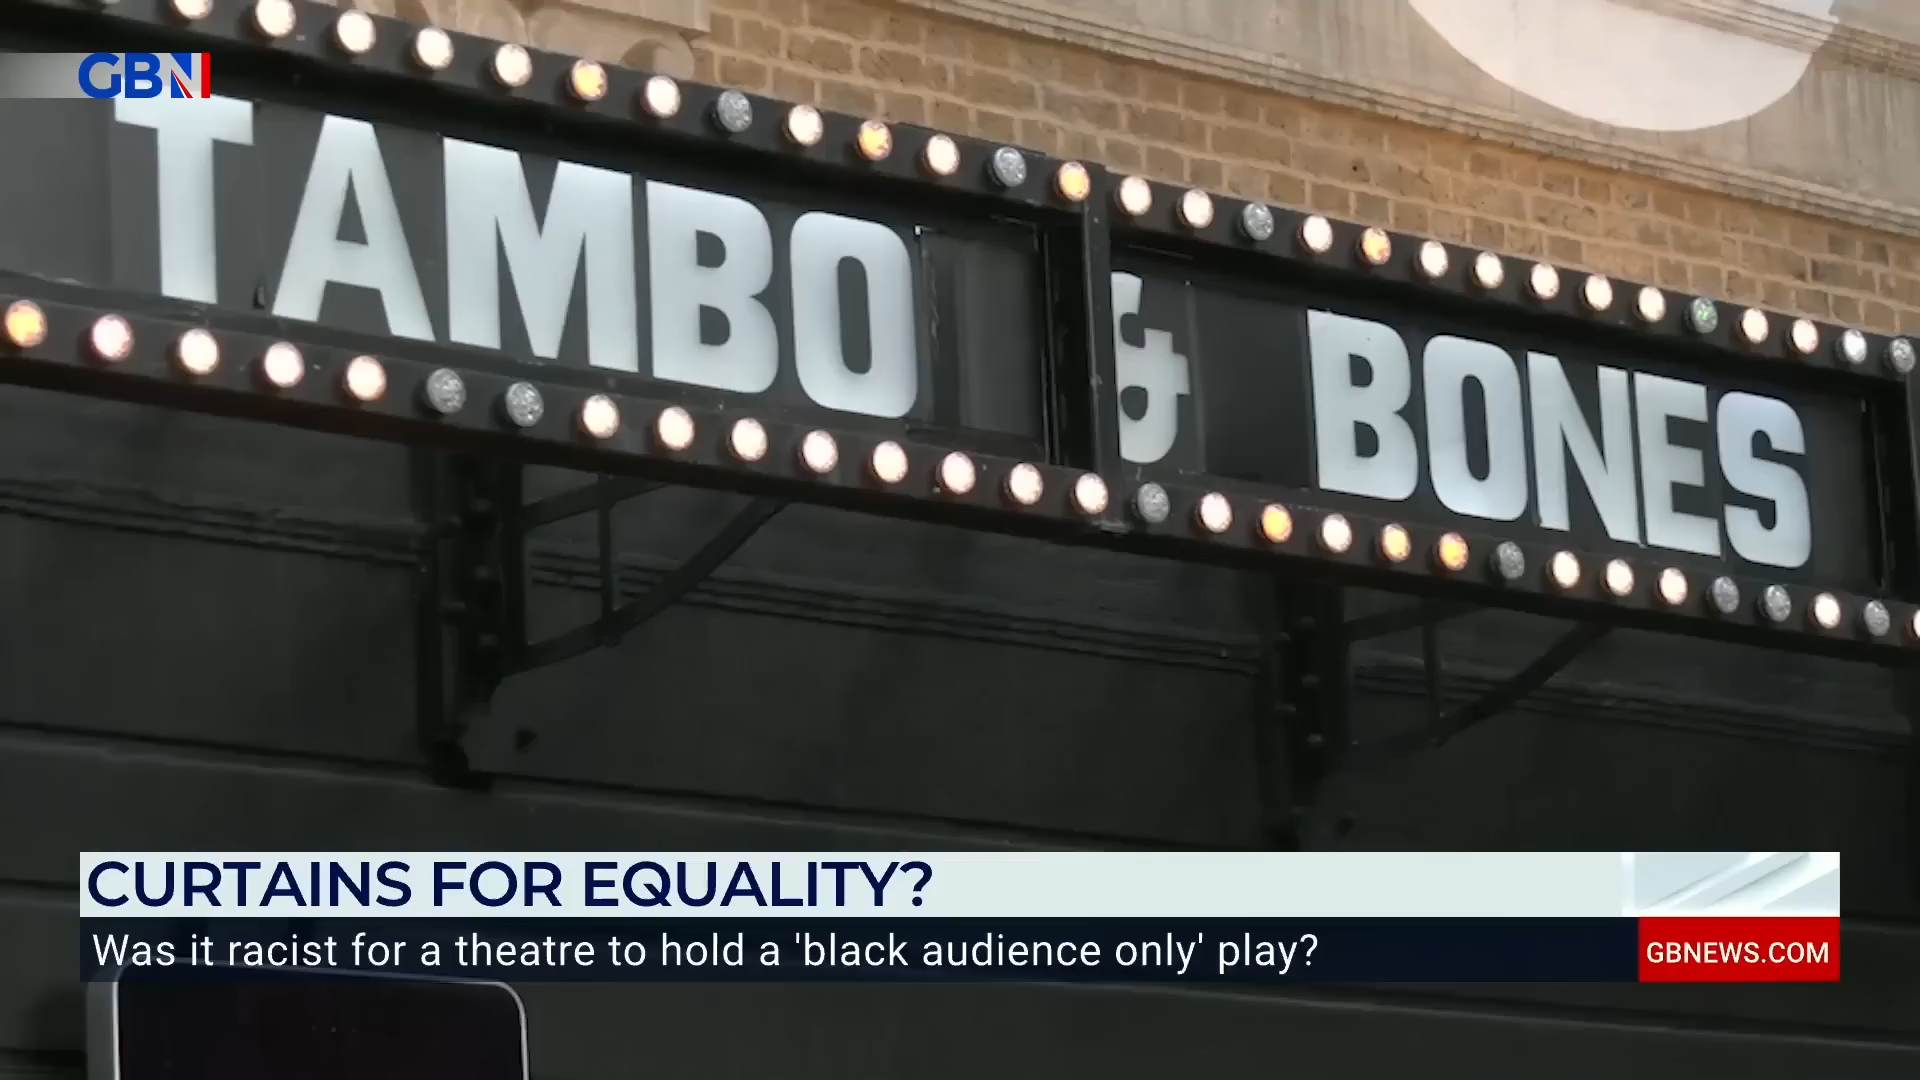 GBN
TAMBO & BONES
CURTAINS FOR EQUALITY?
Was it racist for a theatre to hold a 'black audience only' play?
GBNEWS.COM